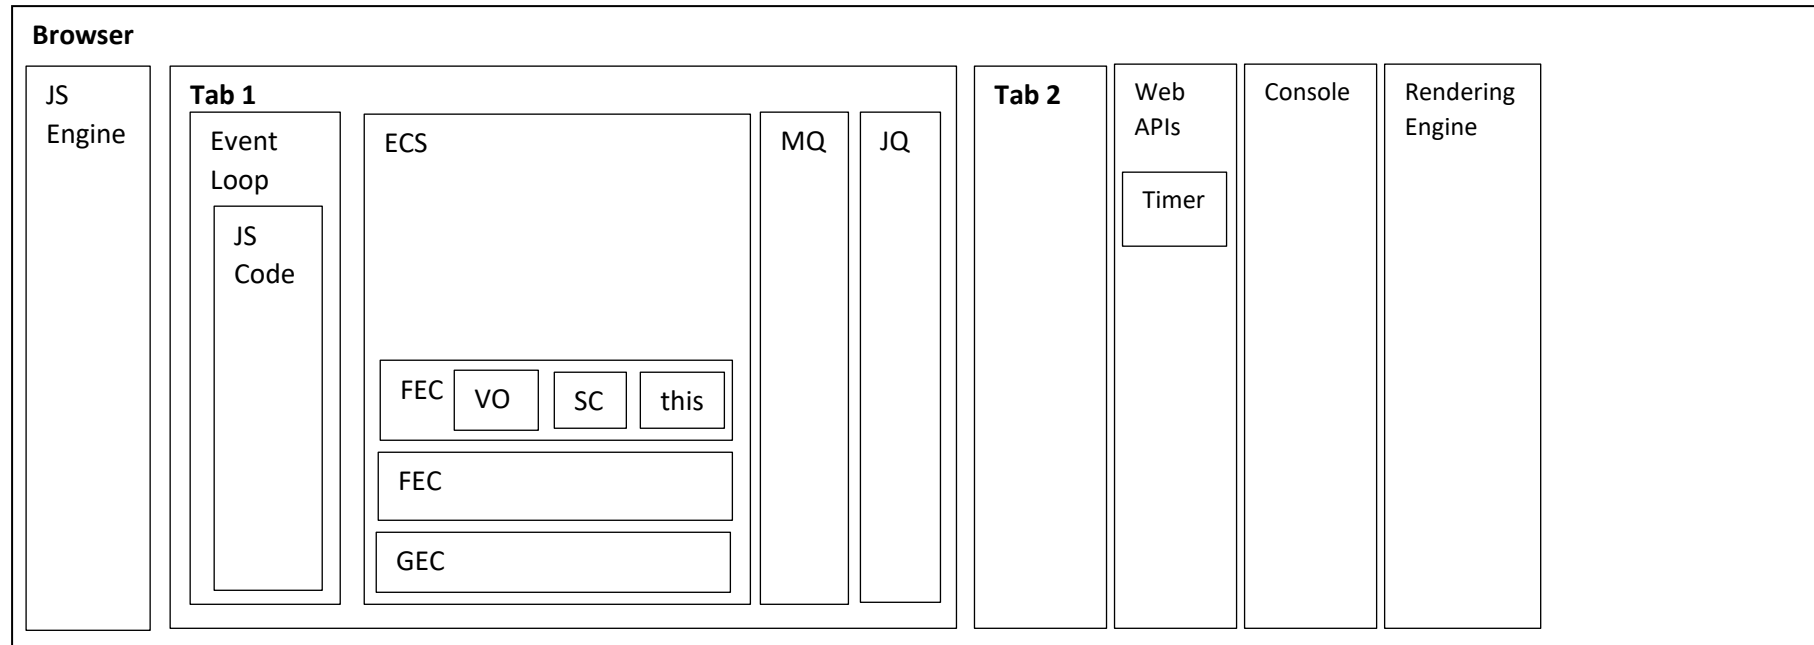 Browser
JS
Engine
Tab 1
Event
Loop
JS
Code
ECS
FEC
VO
SC
this
FEC
GEC
MQ
JQ
Tab 2
Web
APIs
Timer
Console
Rendering
Engine